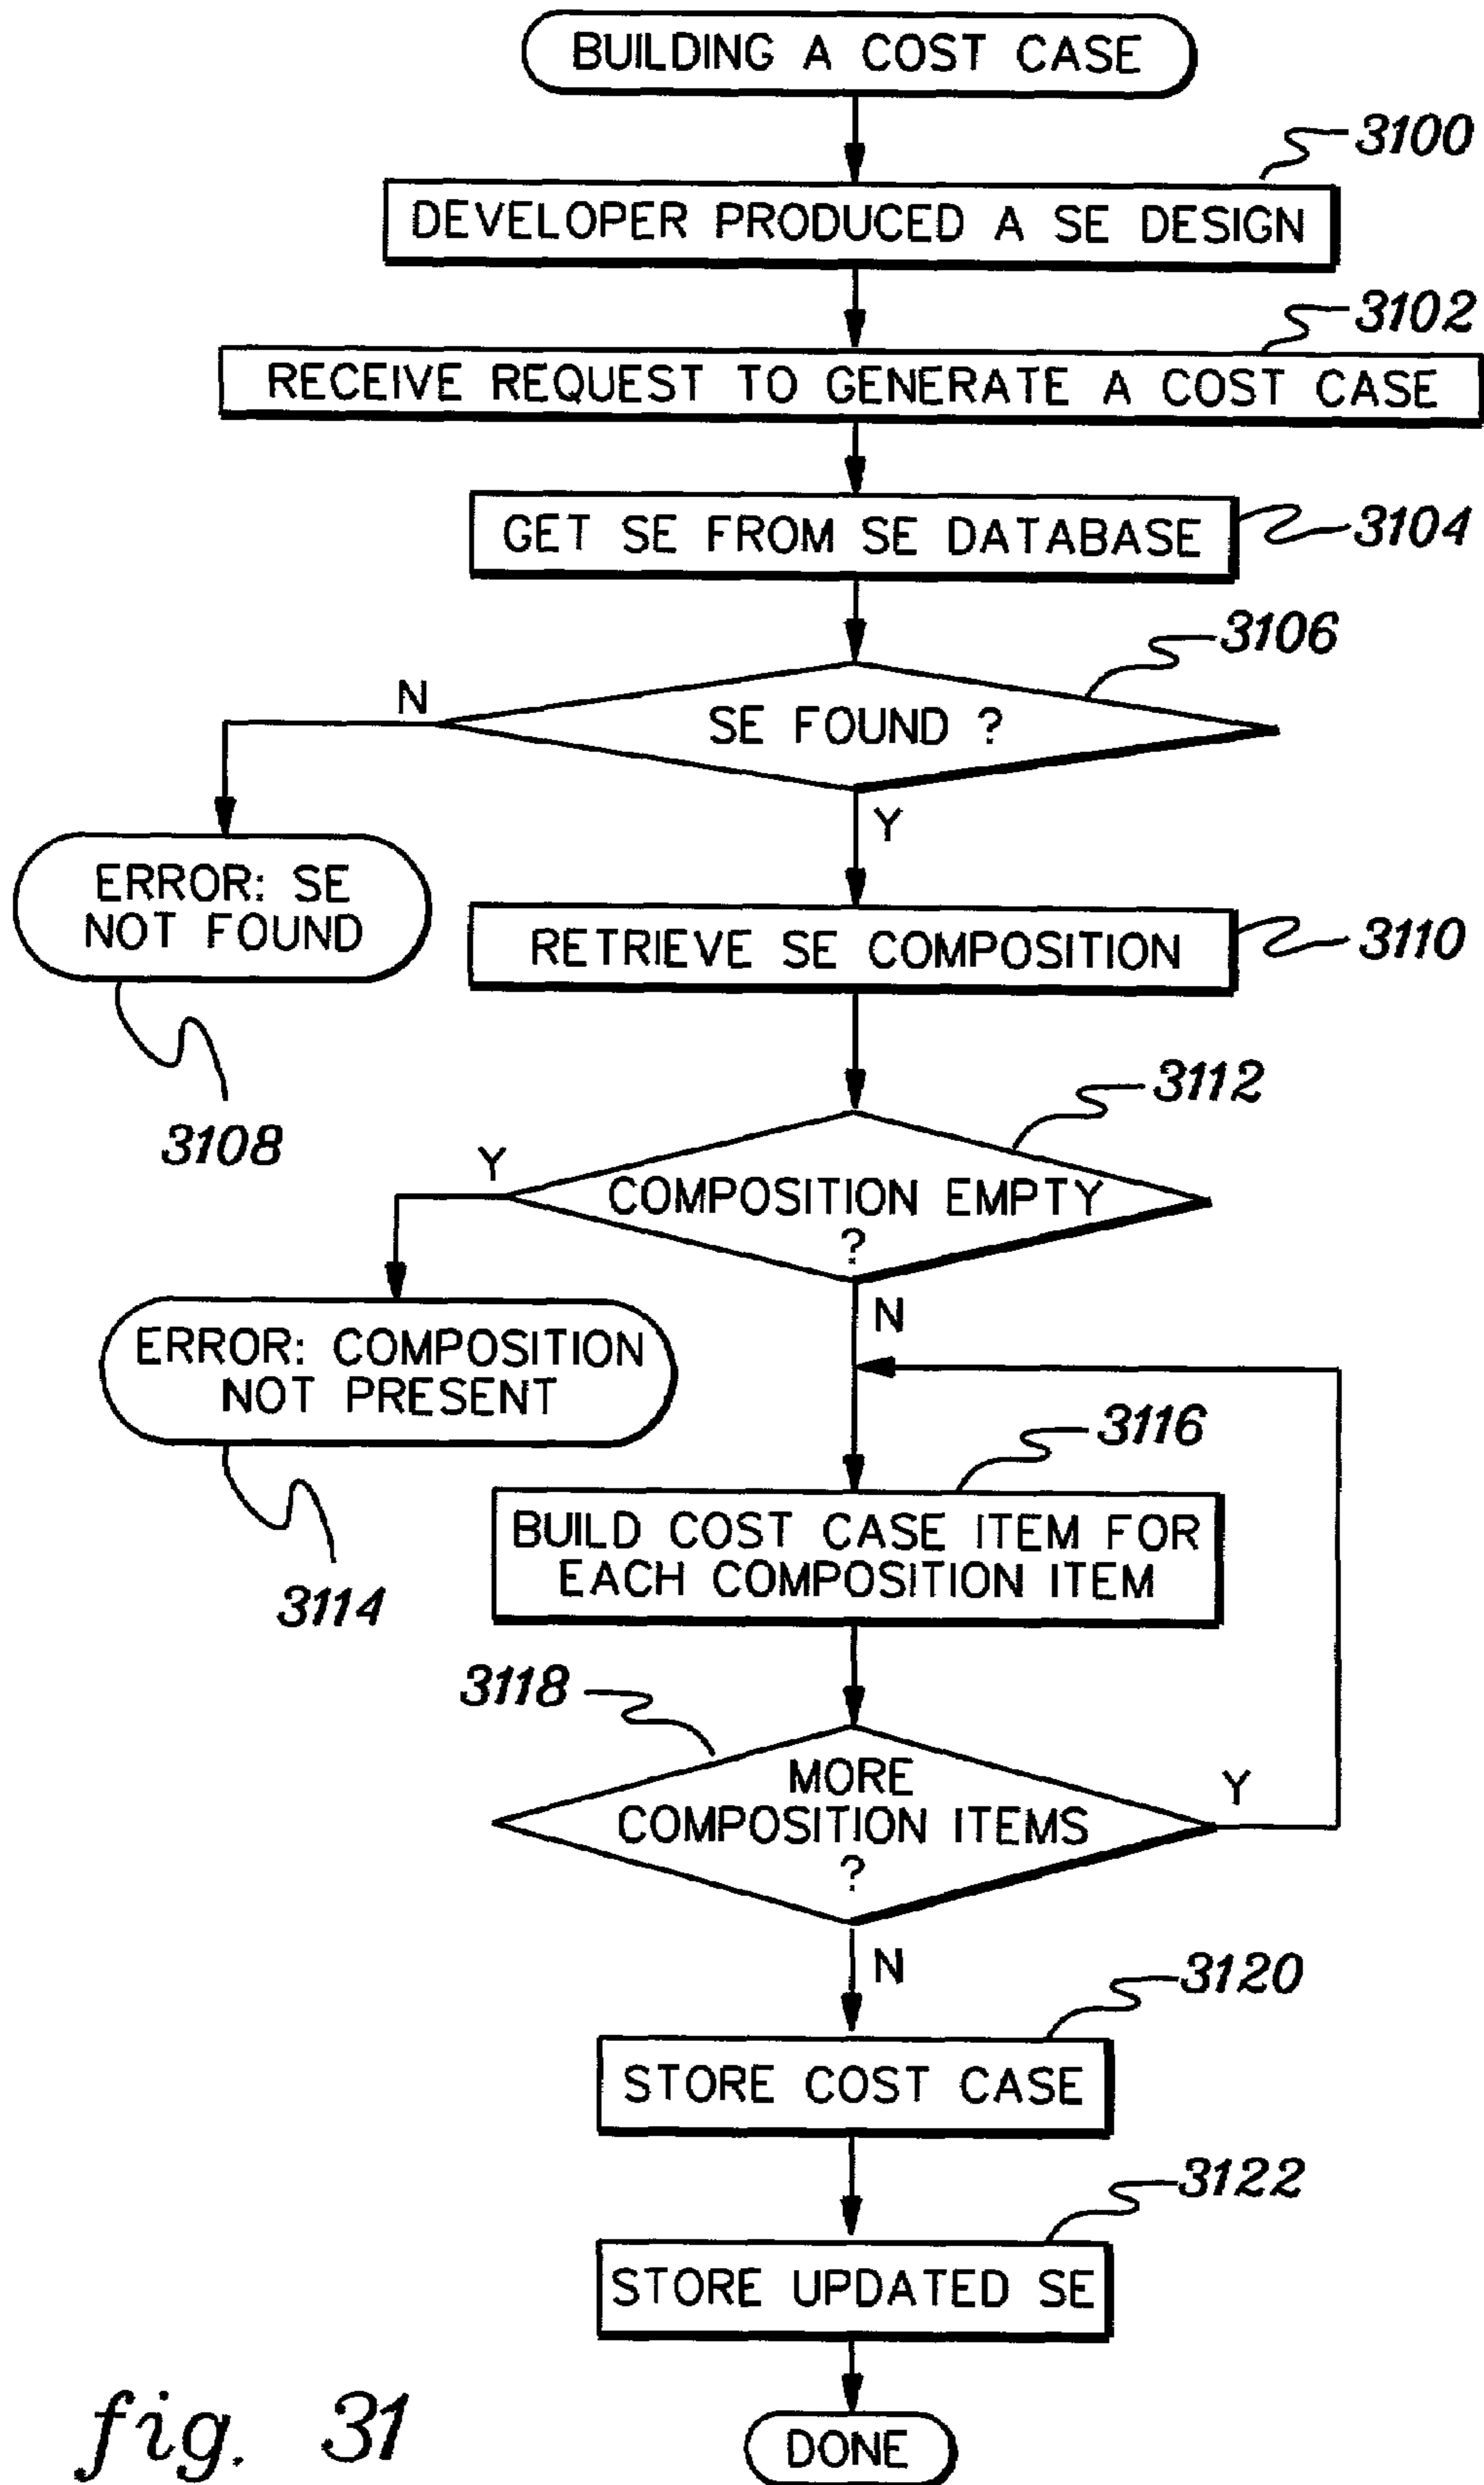 BUILDING A COST CASE
3100
DEVELOPER PRODUCED A SE DESIGN
3102
RECEIVE REQUEST TO GENERATE A COST CASE
GET SE FROM SE DATABASE
3104
3106
N
SE FOUND ?
Y
ERROR: SE
NOT FOUND
RETRIEVE SE COMPOSITION
3110
3112
3108
Y
COMPOSITION EMPTY
?
N
ERROR: COMPOSITION
NOT PRESENT
3116
BUILD COST CASE ITEM FOR
EACH COMPOSITION ITEM
3114
3118
MORE
COMPOSITION ITEMS
?
Y
N
3120
STORE COST CASE
3122
STORE UPDATED SE
DONE
fig. 31